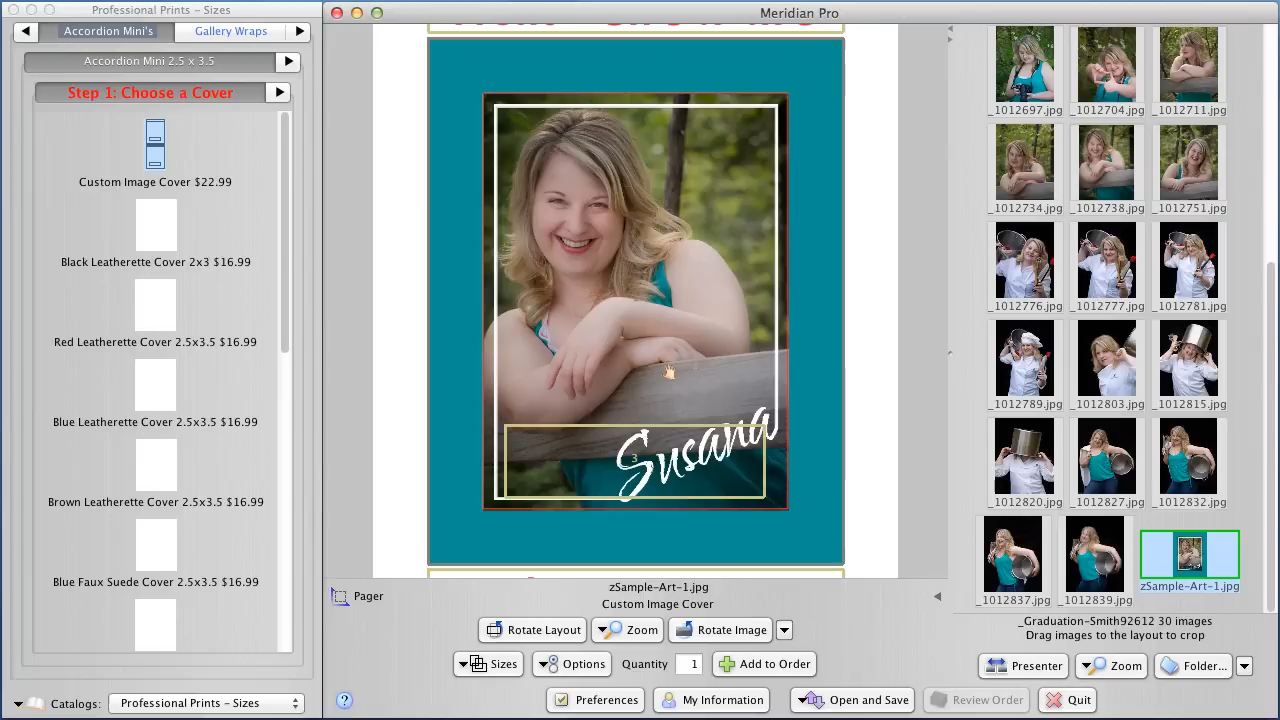 Professional Prints - Sizes
Accordion Mini's
Gallery Wraps
Accordion Mini 2.5 x 3.5
Step 1: Choose a Cover
Custom Image Cover $22.99
Black Leatherette Cover 2x3 $16.99
Red Leatherette Cover 2.5x3.5 $16.99
Blue Leatherette Cover 2.5x3.5 $16.99
Brown Leatherette Cover 2.5x3.5 $16.99
Blue Faux Suede Cover 2.5x3.5 $16.99
Catalogs:
Professional Prints - Sizes
Meridian Pro
Susana
3
Pager
zSample-Art-1.jpg
Custom Image Cover
Rotate Layout
Zoom
Rotate Image
Sizes
Options
Quantity
1
Add to Order
?
Preferences
My Information
Open and Save
Review Order
Quit
_1012697.jpg
_1012704.jpg
_1012711.jpg
_1012734.jpg
_1012738.jpg
_1012751.jpg
_1012776.jpg
_1012777.jpg
_1012781.jpg
_1012789.jpg
_1012803.jpg
_1012815.jpg
_1012820.jpg
_1012827.jpg
_1012832.jpg
_1012837.jpg
_1012839.jpg
zSample-Art-1.jpg
_Graduation-Smith92612 30 images
Drag images to the layout to crop
Presenter
Zoom
Folder...